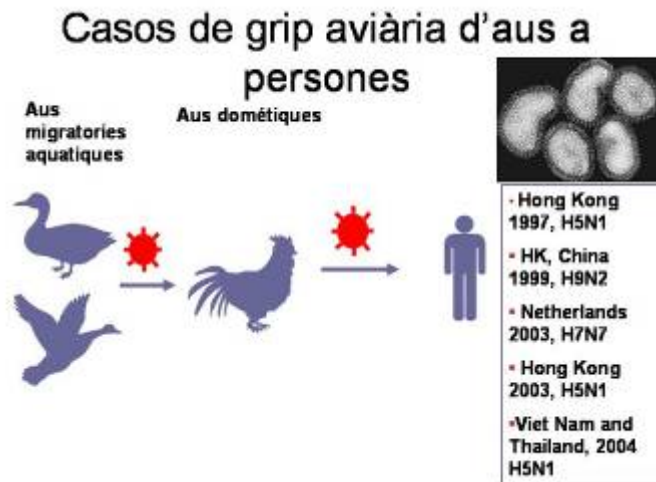 Casos de grip aviària d'aus a
persones
Aus
migratories
aquatiques
Aus dométiques
Hong Kong
1997, H5N1
HK, China
1999, H9N2
Netherlands
2003, H7N7
Hong Kong
2003, H5N1
Viet Nam and
Thailand, 2004
H5N1